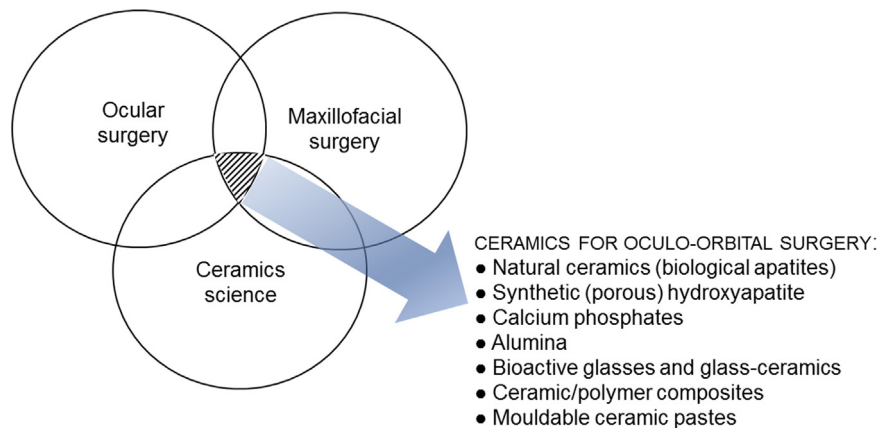 Ocular
surgery
Maxillofacial
surgery
Ceramics
science
CERAMICS FOR OCULO-ORBITAL SURGERY:
● Natural ceramics (biological apatites)
● Synthetic (porous) hydroxyapatite
● Calcium phosphates
● Alumina
● Bioactive glasses and glass-ceramics
● Ceramic/polymer composites
● Mouldable ceramic pastes